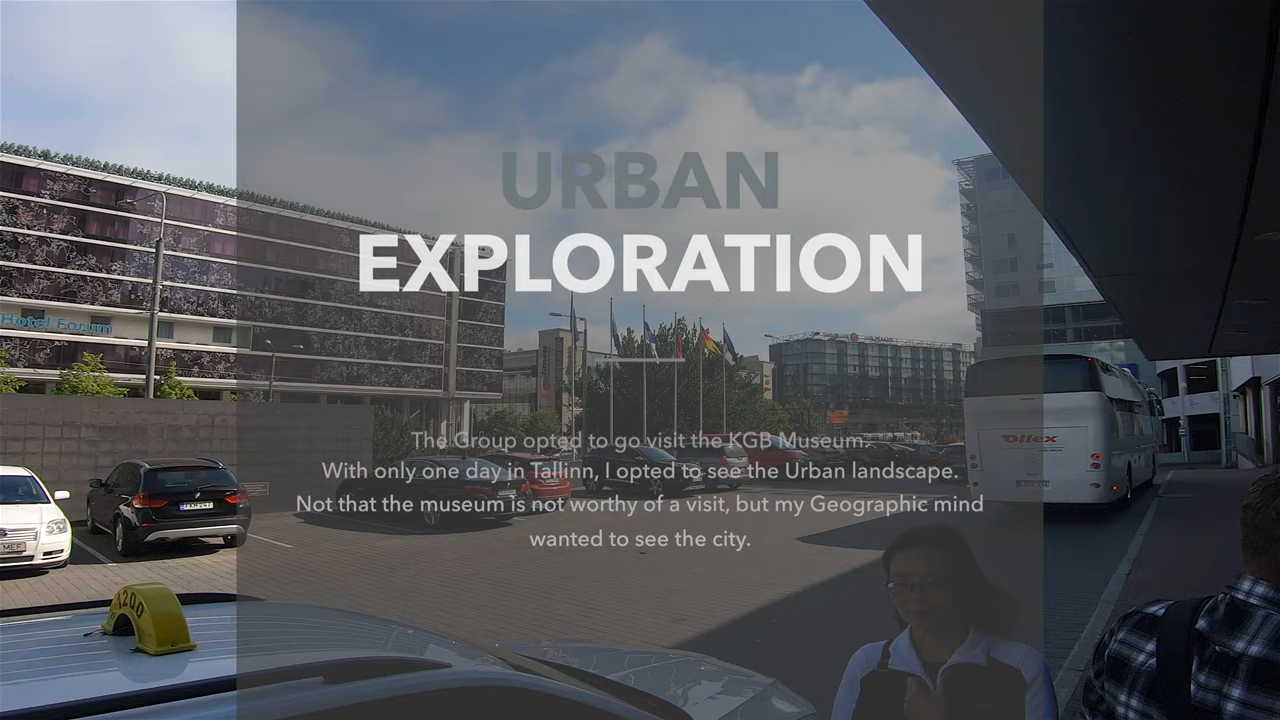 URBAN
EXPLORATION
Hotel Forum
The Group opted to go visit the KGB Museum.
With only one day in Tallinn, I opted to see the Urban landscape.
Not that the museum is not worthy of a visit, but my Geographic mind
wanted to see the city.
Ollex
MEF
1200